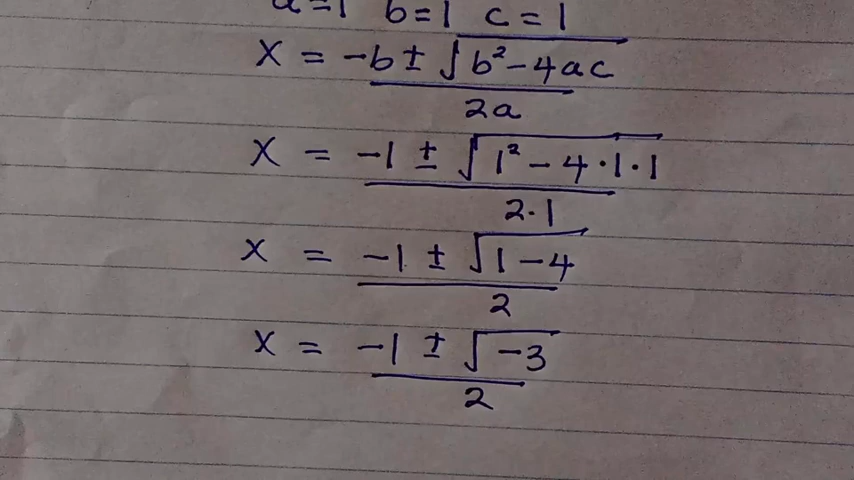 a=1 b=1 c=1
x = -b ± √b²-4ac
2a
x = -1 ± √1² - 4·1·1
2·1
x = -1 ± √1-4
2
x = -1 ± √-3
2